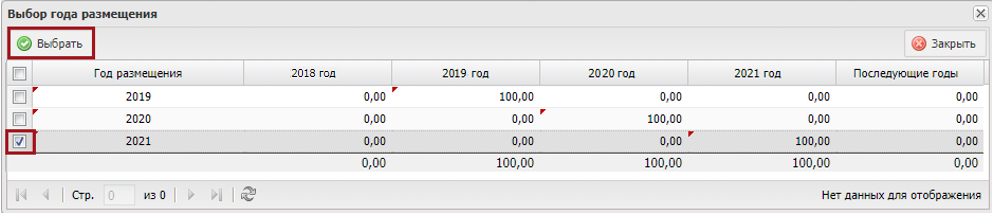 Выбор года размещения
Выбрать Закрыть
Год размещения 2018 год 2019 год 2020 год 2021 год Последующие годы
2019 0,00 100,00 0,00 0,00 0,00
2020 0,00 0,00 100,00 0,00 0,00
2021 0,00 0,00 0,00 100,00 0,00
0,00 100,00 100,00 100,00 0,00
Стр. 0 из 0 Нет данных для отображения